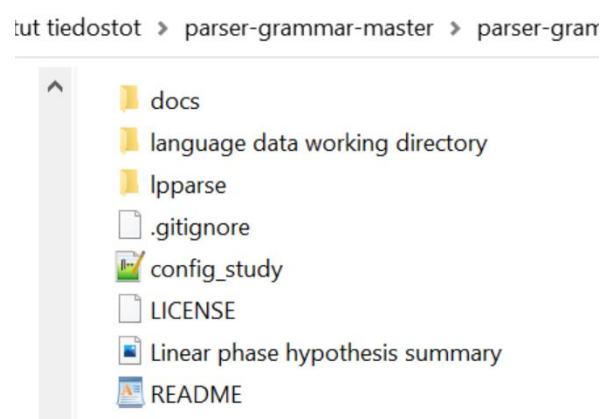 tut tiedostot > parser-grammar-master > parser-gram
docs
language data working directory
lpparse
.gitignore
config_study
LICENSE
Linear phase hypothesis summary
README